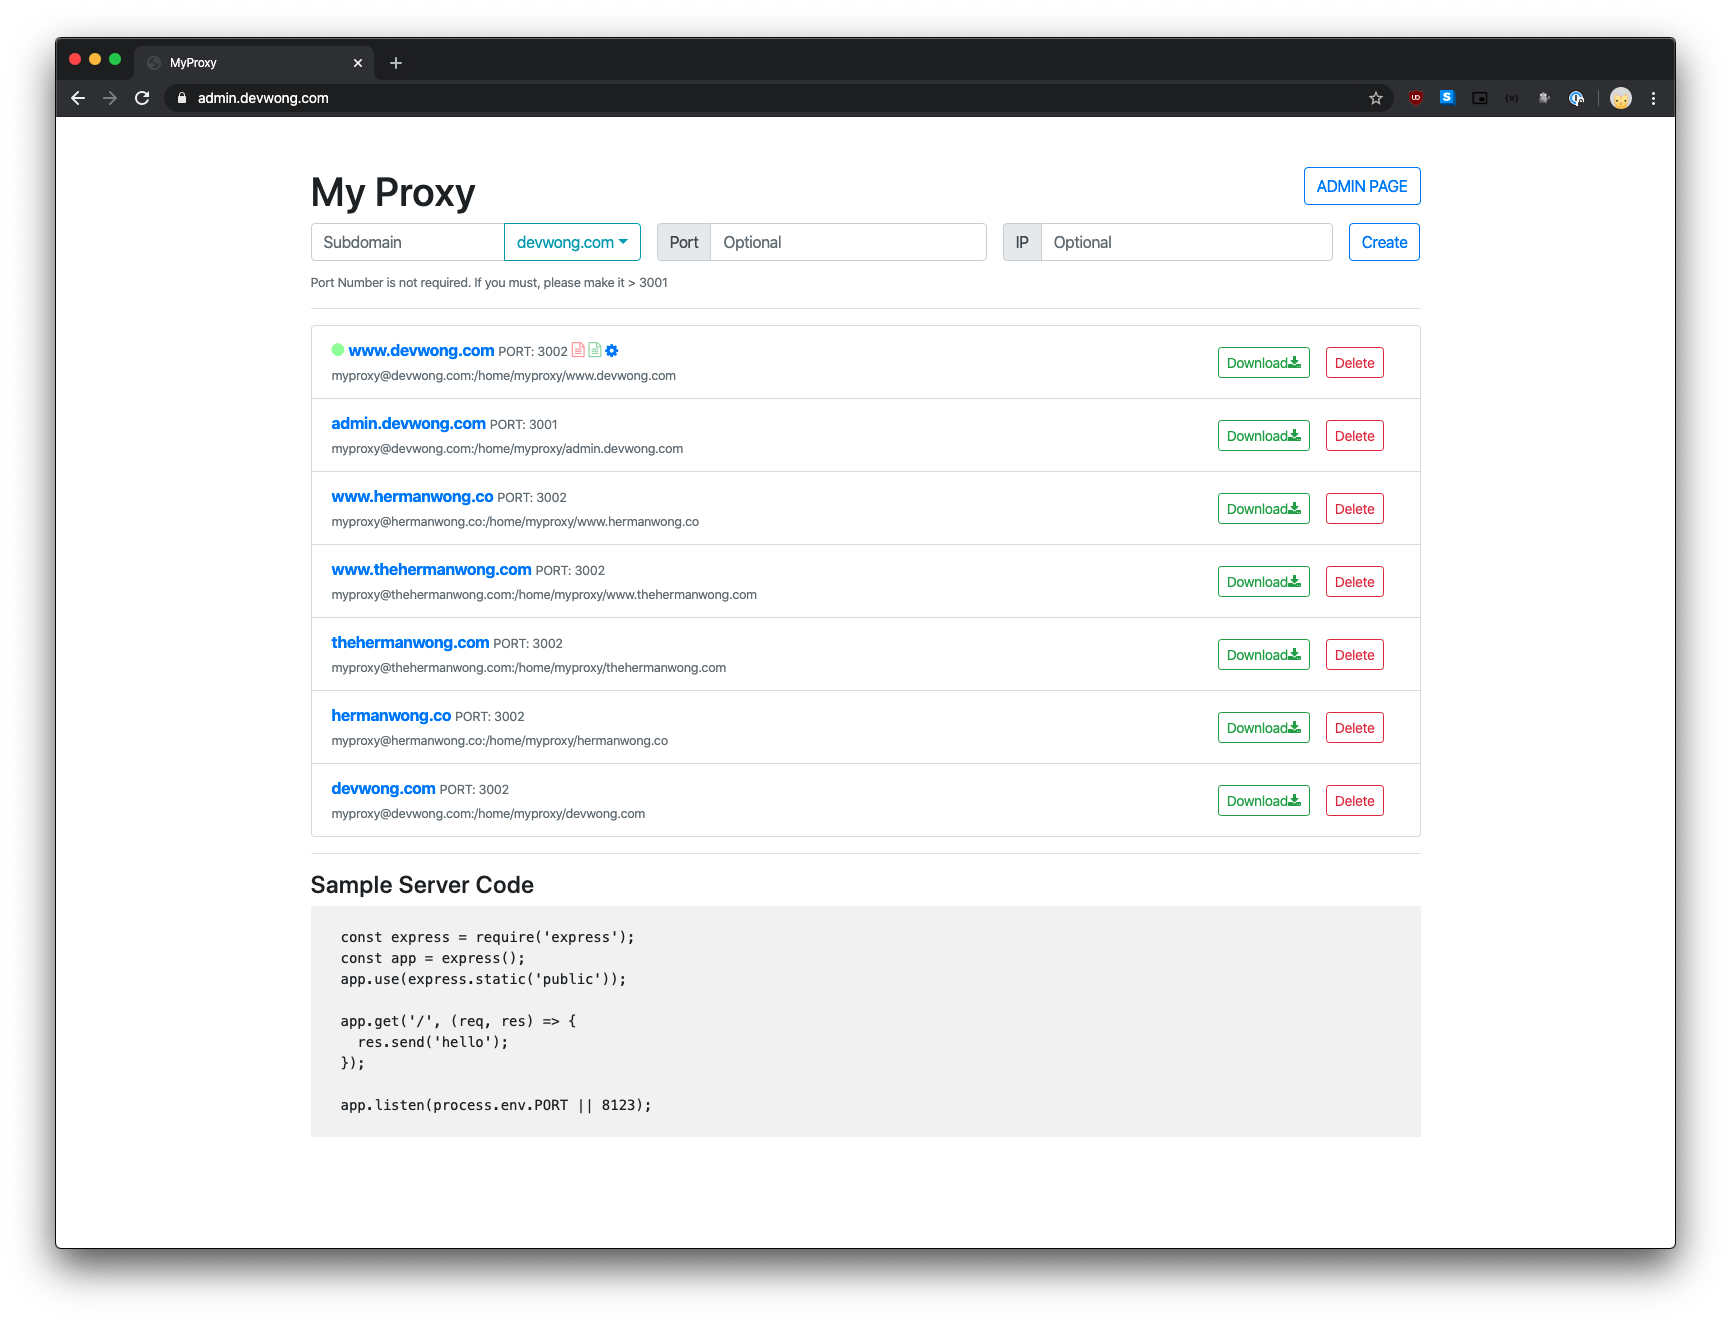 MyProxy
admin.devwong.com
My Proxy
ADMIN PAGE
Subdomain devwong.com Port Optional IP Optional Create
Port Number is not required. If you must, please make it > 3001
www.devwong.com PORT: 3002
myproxy@devwong.com:/home/myproxy/www.devwong.com
Download Delete
admin.devwong.com PORT: 3001
myproxy@devwong.com:/home/myproxy/admin.devwong.com
Download Delete
www.hermanwong.co PORT: 3002
myproxy@hermanwong.co:/home/myproxy/www.hermanwong.co
Download Delete
www.thehermanwong.com PORT: 3002
myproxy@thehermanwong.com:/home/myproxy/www.thehermanwong.com
Download Delete
thehermanwong.com PORT: 3002
myproxy@thehermanwong.com:/home/myproxy/thehermanwong.com
Download Delete
hermanwong.co PORT: 3002
myproxy@hermanwong.co:/home/myproxy/hermanwong.co
Download Delete
devwong.com PORT: 3002
myproxy@devwong.com:/home/myproxy/devwong.com
Download Delete
Sample Server Code
const express = require('express');
const app = express();
app.use(express.static('public'));
app.get('/', (req, res) => {
  res.send('hello');
});
app.listen(process.env.PORT || 8123);